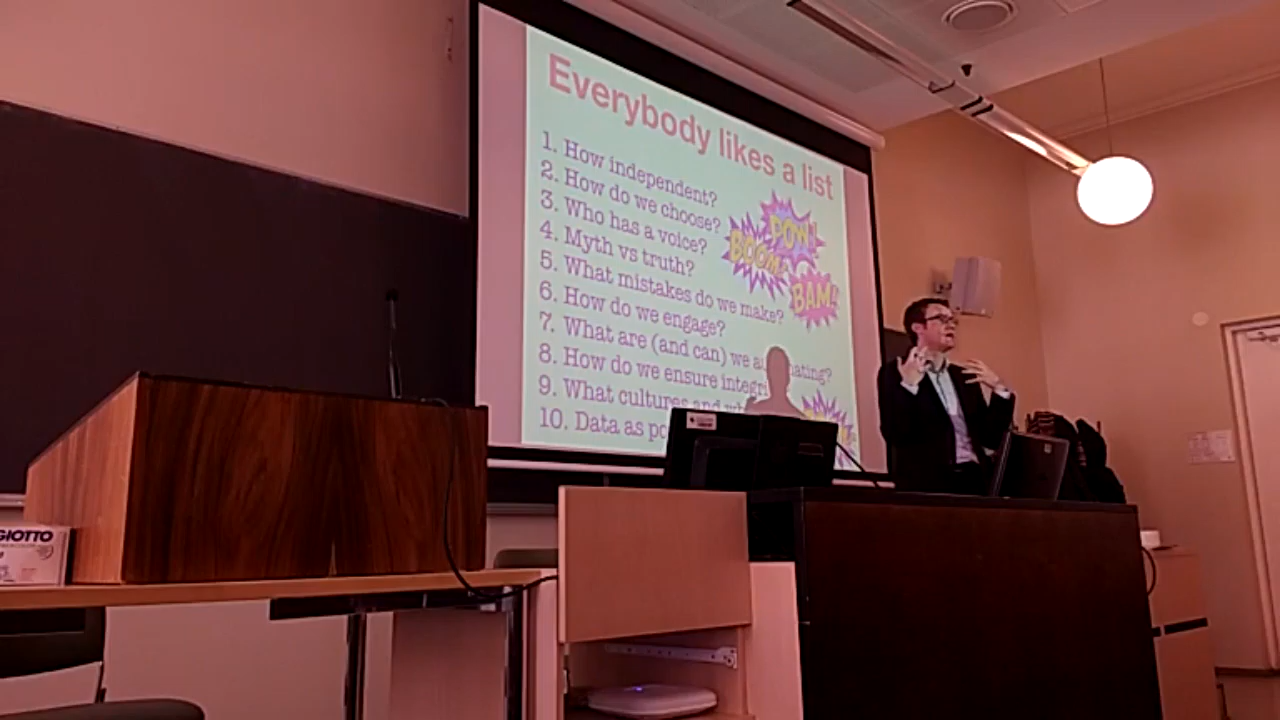 Everybody likes a list
1. How independent?
2. How do we choose?
3. Who has a voice?
4. Myth vs truth?
5. What mistakes do we make?
6. How do we engage?
7. What are (and can) we
8. How do we ensure
9. What cultures and
10. Data as
POW!
BOOM!
BAM!
GIOTTO